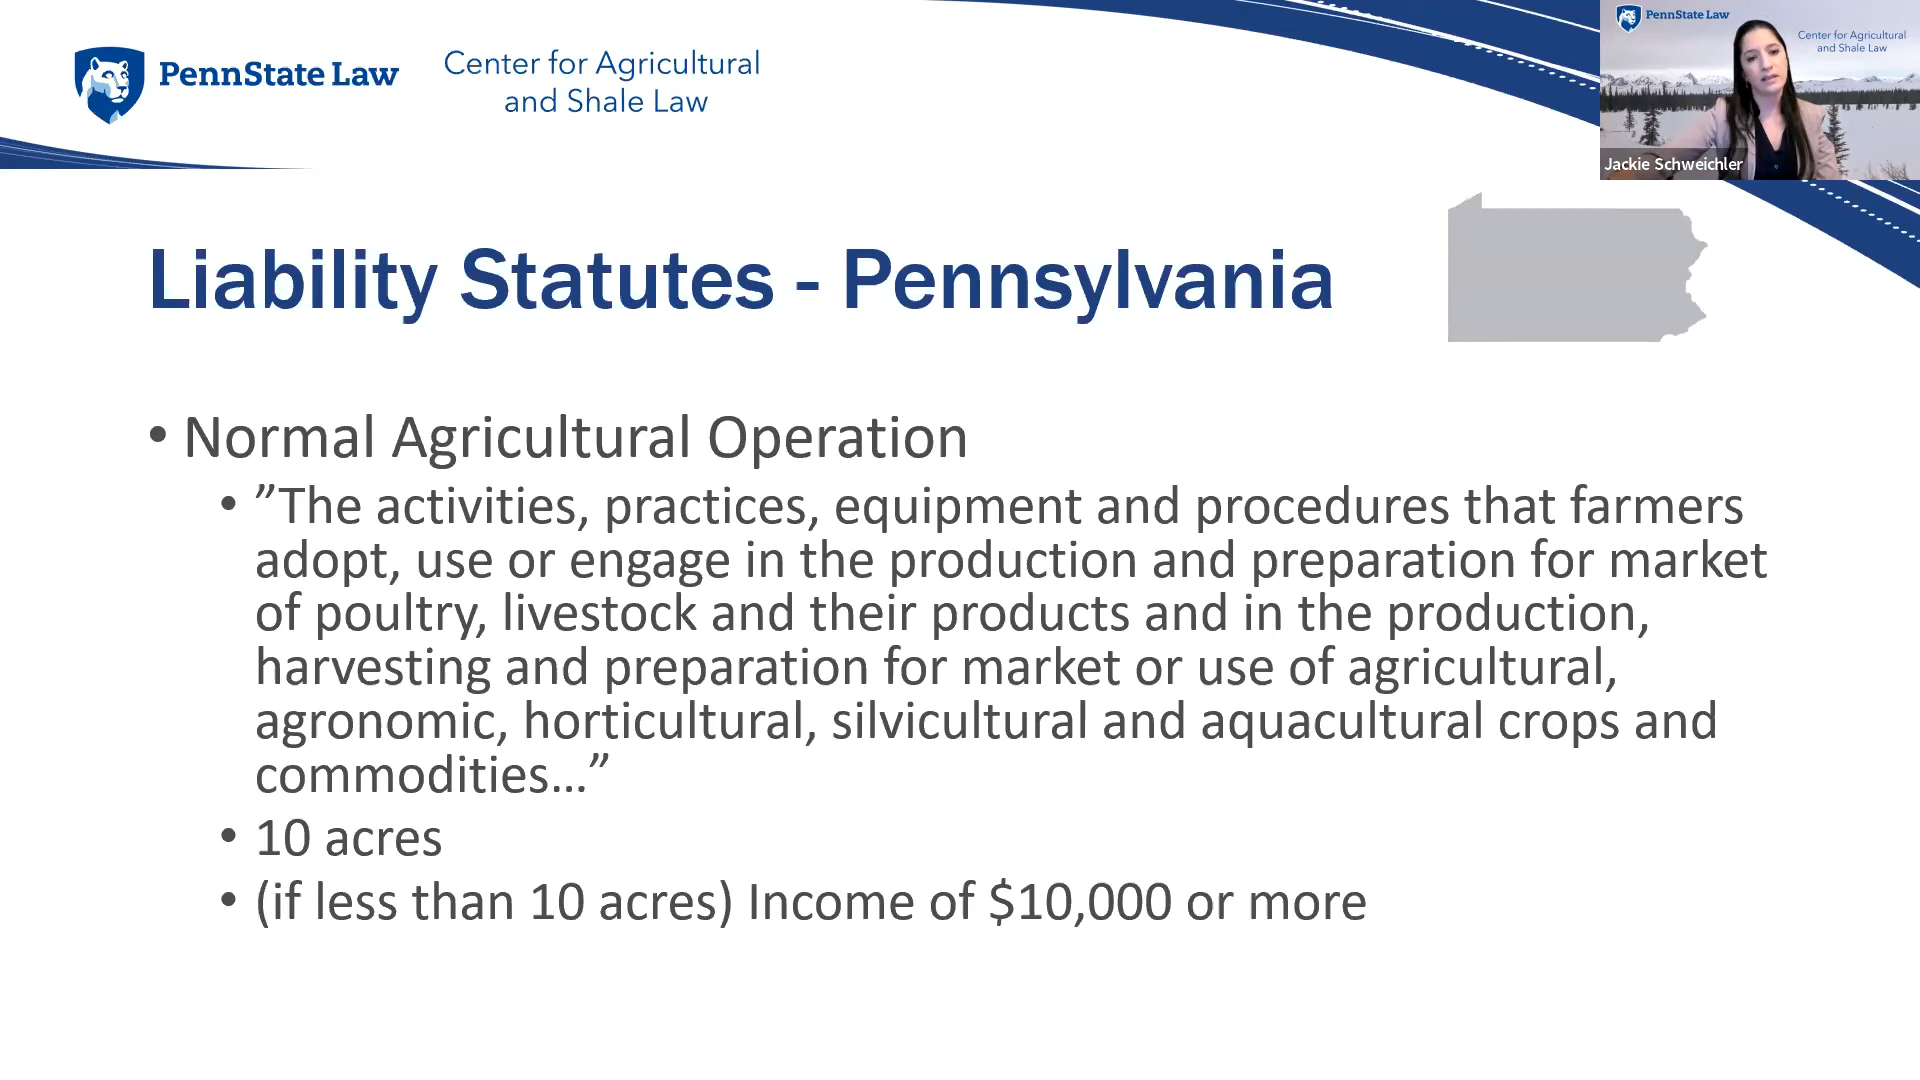 PennState Law
Center for Agricultural
and Shale Law
PennState Law
Center for Agricultural
and Shale Law
Jackie Schweichler
Liability Statutes - Pennsylvania
• Normal Agricultural Operation
• ”The activities, practices, equipment and procedures that farmers
adopt, use or engage in the production and preparation for market
of poultry, livestock and their products and in the production,
harvesting and preparation for market or use of agricultural,
agronomic, horticultural, silvicultural and aquacultural crops and
commodities…”
• 10 acres
• (if less than 10 acres) Income of $10,000 or more